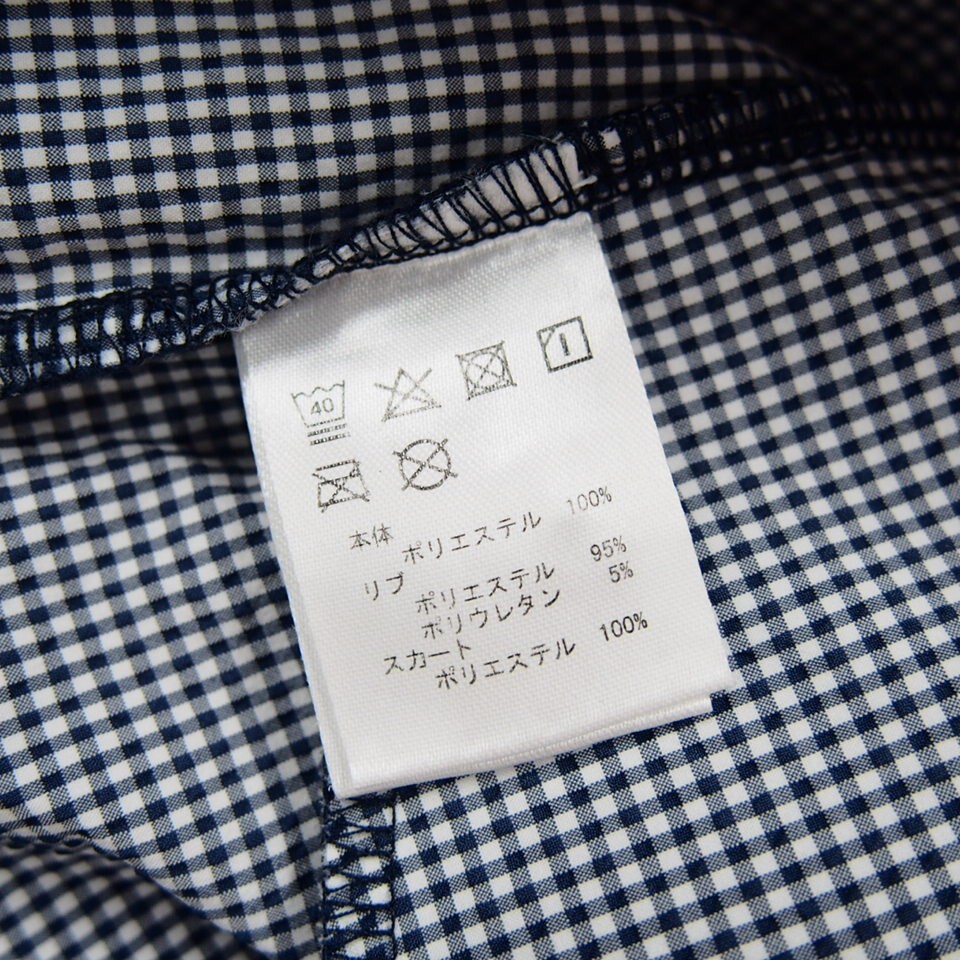 40
本体
ポリエステル 100%
リブ
ポリエステル 95%
ポリウレタン 5%
スカート
ポリエステル 100%